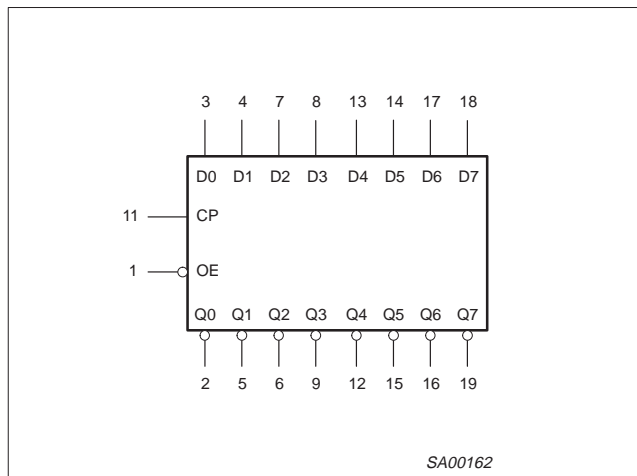 3 4 7 8 13 14 17 18
D0 D1 D2 D3 D4 D5 D6 D7
11 CP
1 OE
Q0 Q1 Q2 Q3 Q4 Q5 Q6 Q7
2 5 6 9 12 15 16 19
SA00162